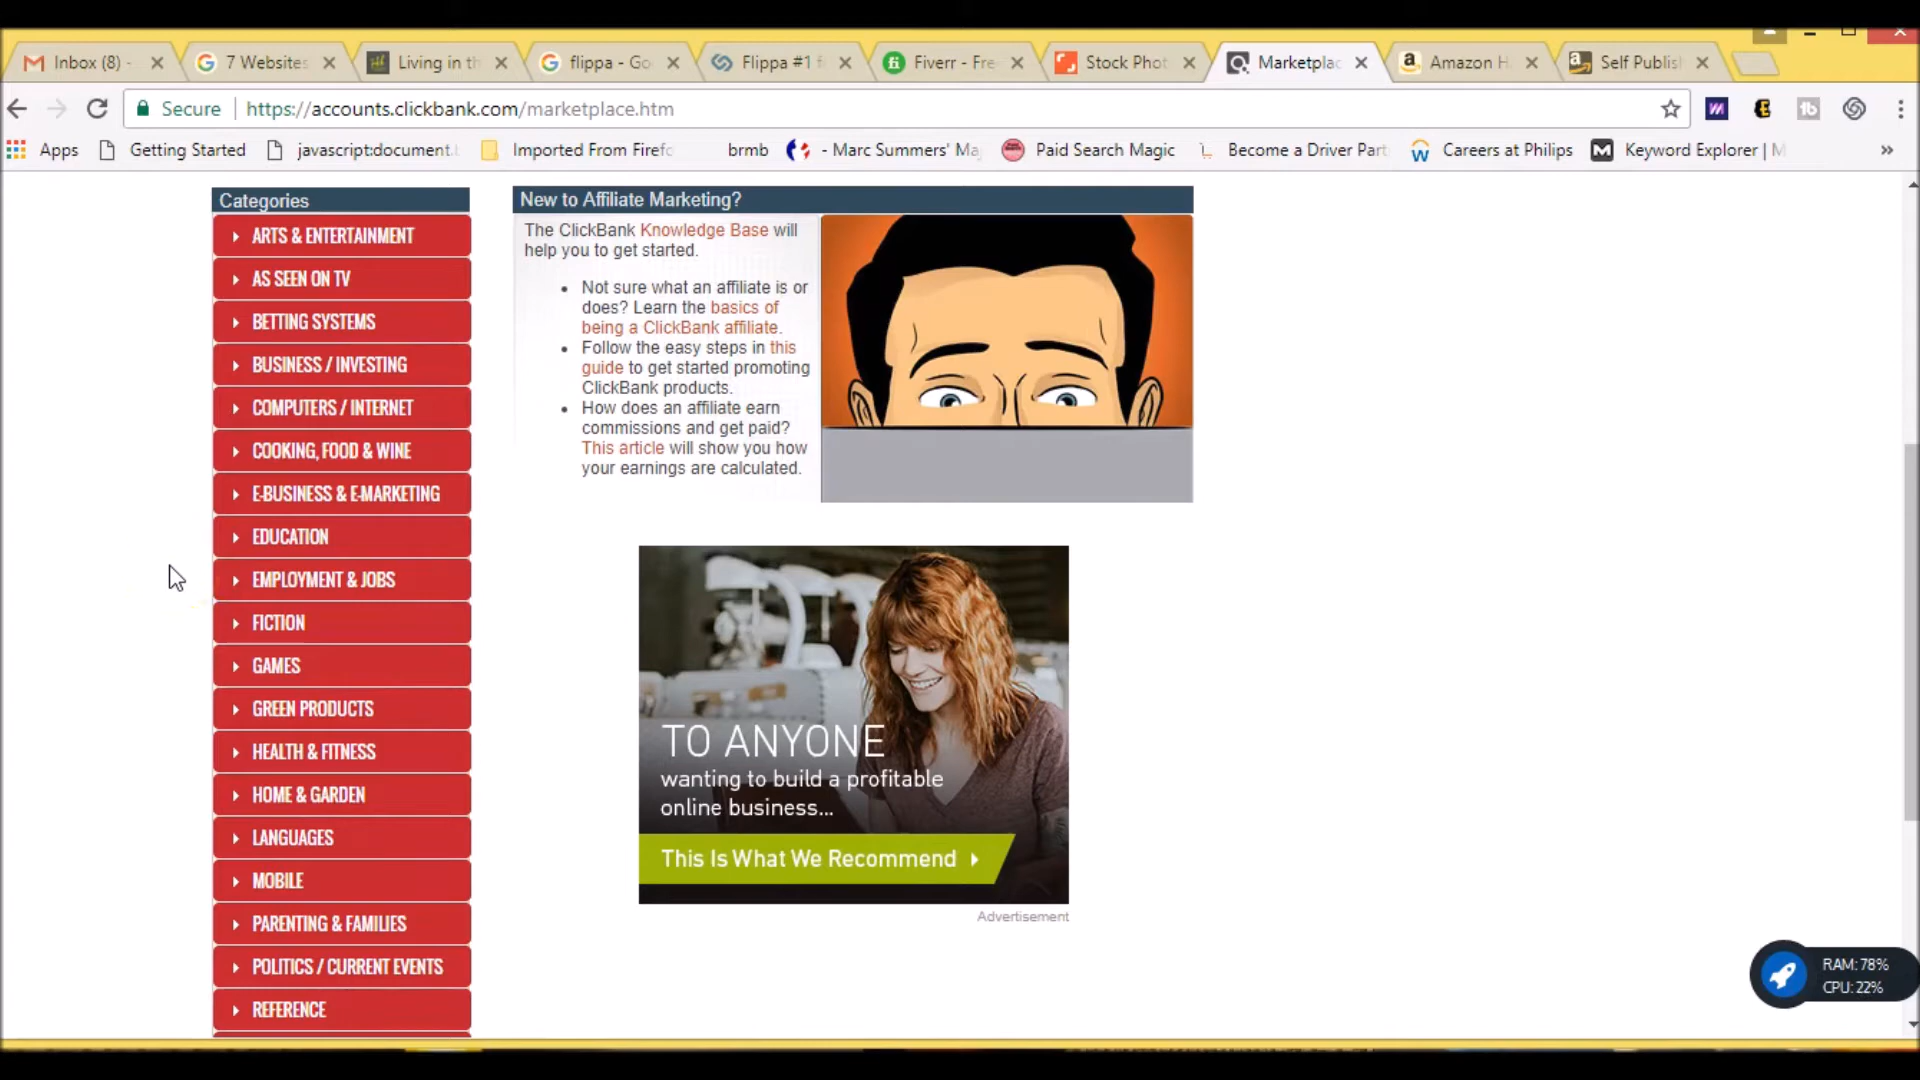 Inbox (8) -
7 Websites
Living in th
flippa - Go
Flippa #1 f
Fiverr - Fre
Stock Phot
Marketplac
Amazon H
Self Publis
Secure
https://accounts.clickbank.com/marketplace.htm
Apps
Getting Started
javascript:document.
Imported From Firefo
brmb
- Marc Summers' Ma
Paid Search Magic
Become a Driver Part
Careers at Philips
Keyword Explorer | M
»
Categories
ARTS & ENTERTAINMENT
AS SEEN ON TV
BETTING SYSTEMS
BUSINESS / INVESTING
COMPUTERS / INTERNET
COOKING, FOOD & WINE
E-BUSINESS & E-MARKETING
EDUCATION
EMPLOYMENT & JOBS
FICTION
GAMES
GREEN PRODUCTS
HEALTH & FITNESS
HOME & GARDEN
LANGUAGES
MOBILE
PARENTING & FAMILIES
POLITICS / CURRENT EVENTS
REFERENCE
New to Affiliate Marketing?
The ClickBank Knowledge Base will
help you to get started.
• Not sure what an affiliate is or
does? Learn the basics of
being a ClickBank affiliate.
• Follow the easy steps in this
guide to get started promoting
ClickBank products.
• How does an affiliate earn
commissions and get paid?
This article will show you how
your earnings are calculated.
TO ANYONE
wanting to build a profitable
online business...
This Is What We Recommend
Advertisement
RAM: 78%
CPU: 22%